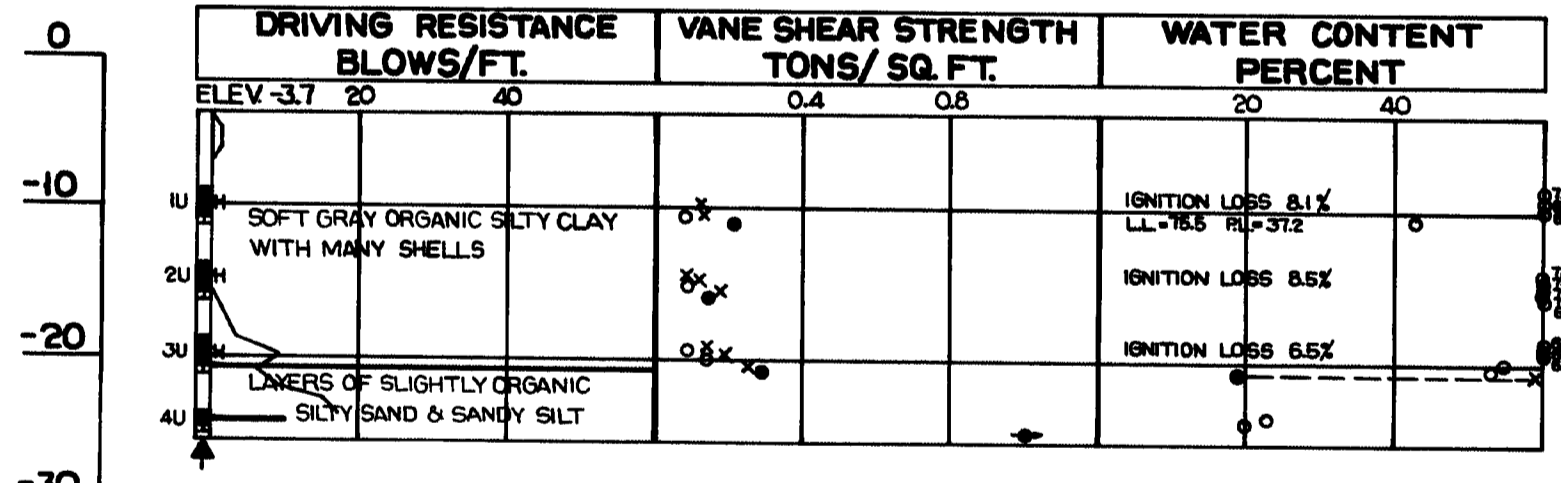 0
DRIVING RESISTANCE
BLOWS/FT.
VANE SHEAR STRENGTH
TONS/SQ. FT.
WATER CONTENT
PERCENT
ELEV. -3.7 20 40
0.4 0.8
20 40
-10
1U H
SOFT GRAY ORGANIC SILTY CLAY
WITH MANY SHELLS
IGNITION LOSS 8.1%
L.L.=75.5 P.L.=37.2
2U H
IGNITION LOSS 8.5%
-20
3U H
IGNITION LOSS 6.5%
LAYERS OF SLIGHTLY ORGANIC
SILTY SAND & SANDY SILT
4U
-30